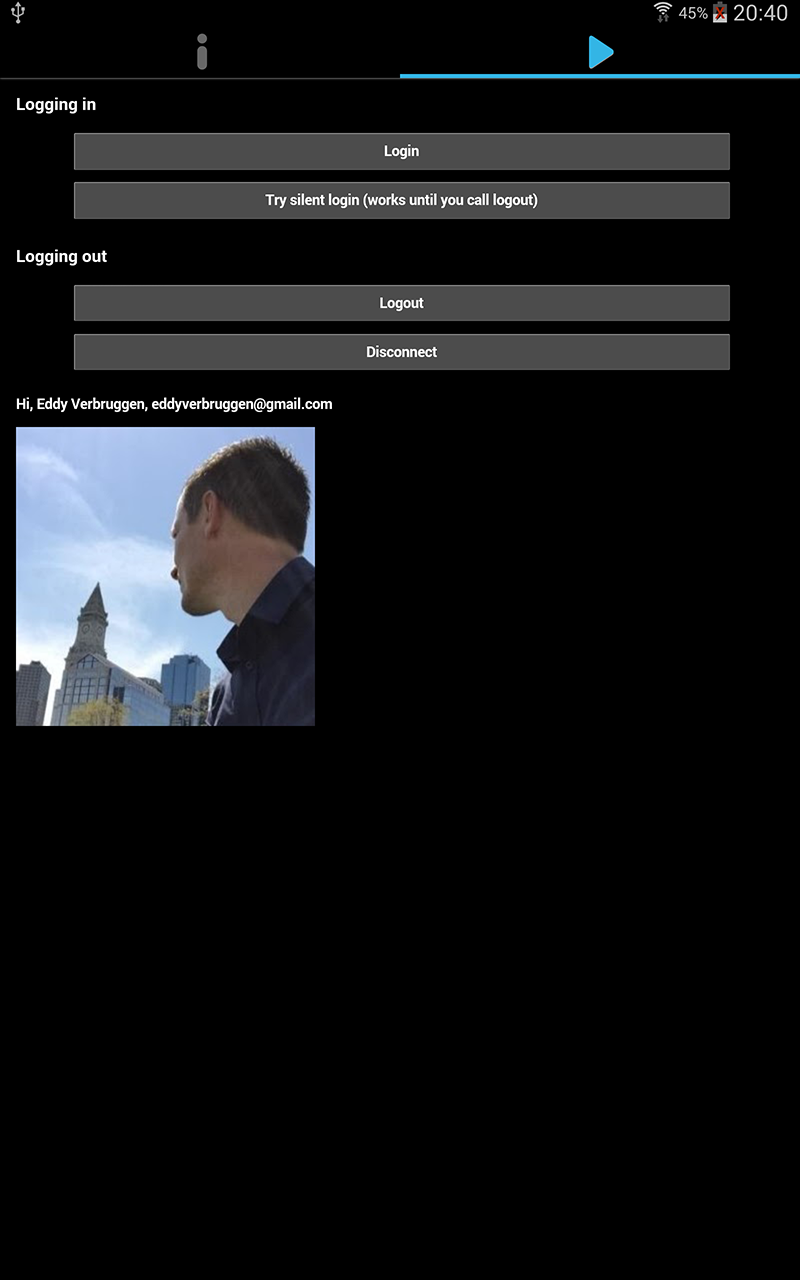 45% 20:40
Logging in
Login
Try silent login (works until you call logout)
Logging out
Logout
Disconnect
Hi, Eddy Verbruggen, eddyverbruggen@gmail.com